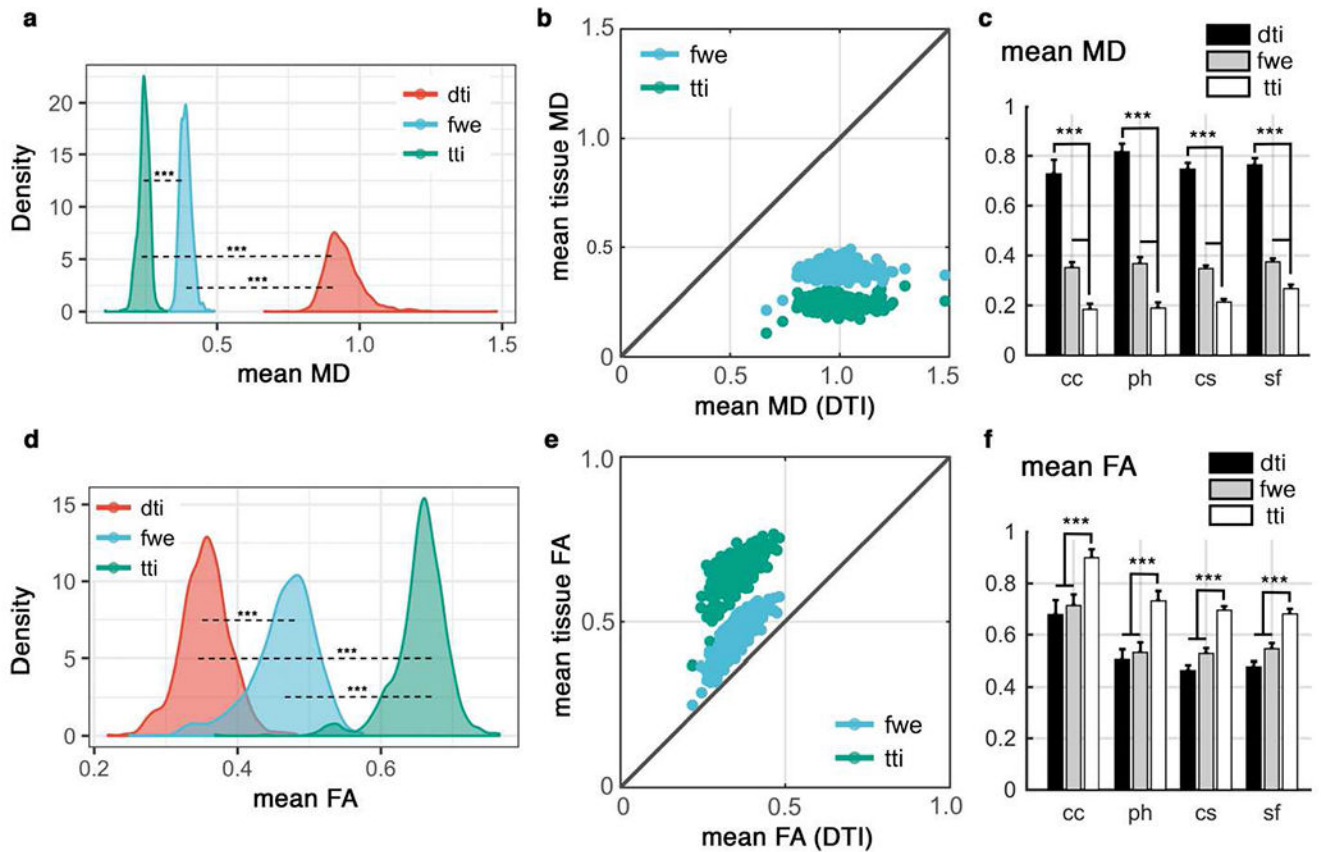 a
Density
20
15
10
5
0
dti
fwe
tti
***
***
***
0.5
1.0
1.5
mean MD
b
mean tissue MD
1.5
1.0
0.5
0
fwe
tti
0
0.5
1.0
1.5
mean MD (DTI)
c
mean MD
dti
fwe
tti
1
0.8
0.6
0.4
0.2
0
***
***
***
***
cc
ph
cs
sf
d
Density
15
10
5
0
dti
fwe
tti
***
***
***
0.2
0.4
0.6
mean FA
e
mean tissue FA
1.0
0.5
0
fwe
tti
0
0.5
1.0
mean FA (DTI)
f
mean FA
dti
fwe
tti
1
0.8
0.6
0.4
0.2
0
***
***
***
***
cc
ph
cs
sf